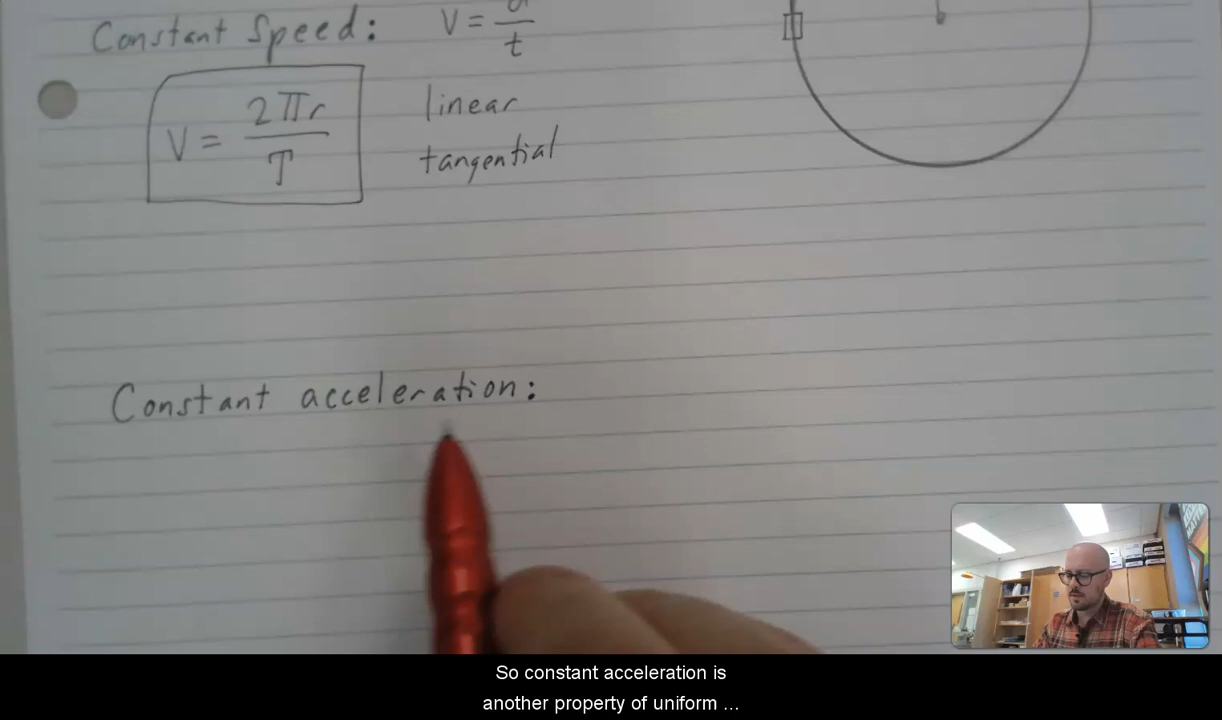 Constant Speed: V = d/t
V = 2πr/T
linear
tangential
Constant acceleration:
So constant acceleration is
another property of uniform ...